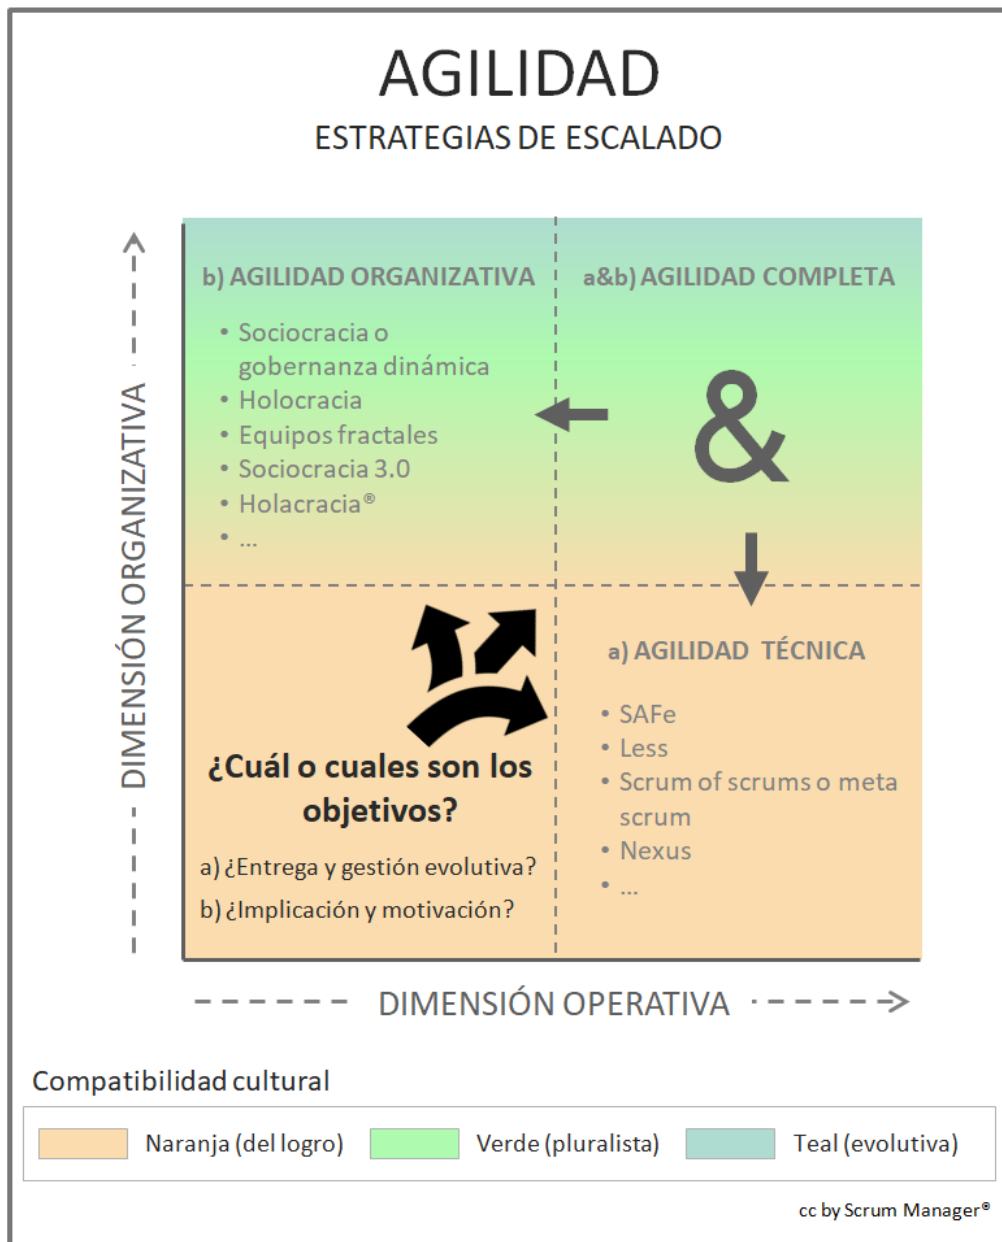 AGILIDAD
ESTRATEGIAS DE ESCALADO
DIMENSIÓN ORGANIZATIVA
b) AGILIDAD ORGANIZATIVA
• Sociocracia o
gobernanza dinámica
• Holocracia
• Equipos fractales
• Sociocracia 3.0
• Holacracia®
• ...
a&b) AGILIDAD COMPLETA
&
¿Cuál o cuales son los
objetivos?
a) ¿Entrega y gestión evolutiva?
b) ¿Implicación y motivación?
a) AGILIDAD TÉCNICA
• SAFe
• Less
• Scrum of scrums o meta
scrum
• Nexus
• ...
DIMENSIÓN OPERATIVA
Compatibilidad cultural
Naranja (del logro)
Verde (pluralista)
Teal (evolutiva)
cc by Scrum Manager®